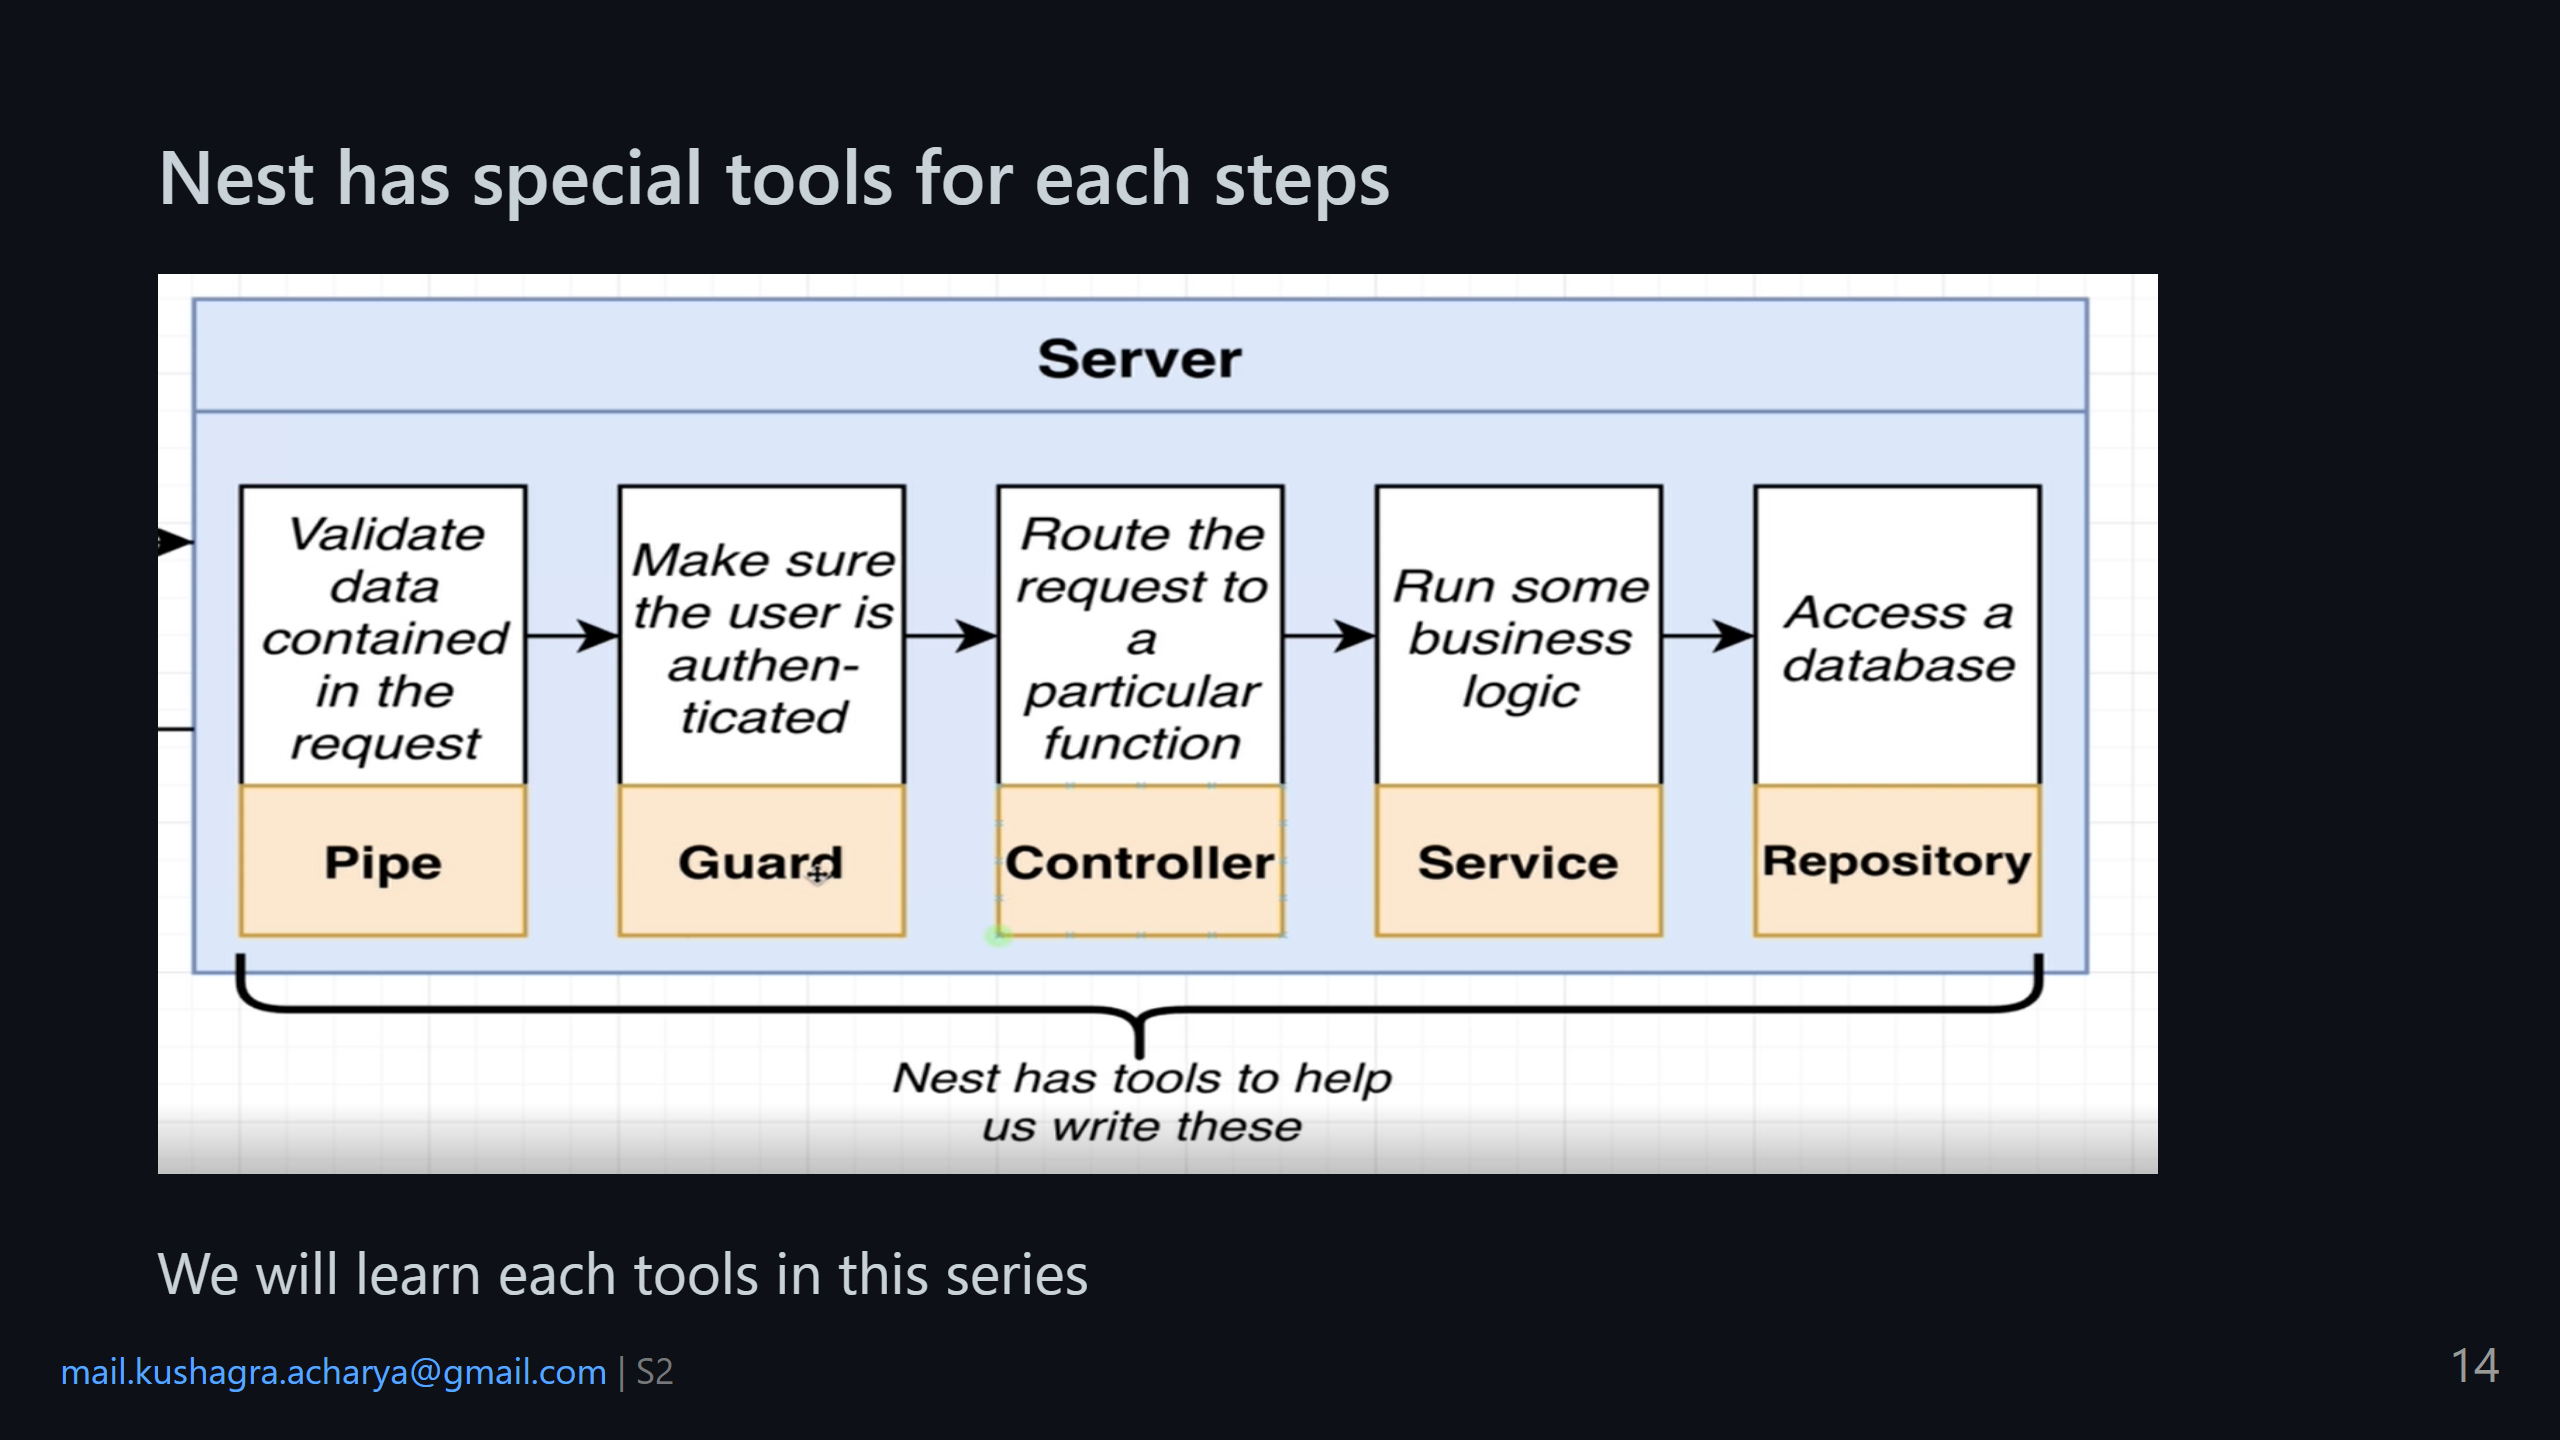 Nest has special tools for each steps
Server
Validate
data
contained
in the
request
Pipe
Make sure
the user is
authen-
ticated
Guard
Route the
request to
a
particular
function
Controller
Run some
business
logic
Service
Access a
database
Repository
Nest has tools to help
us write these
We will learn each tools in this series
mail.kushagra.acharya@gmail.com | S2
14